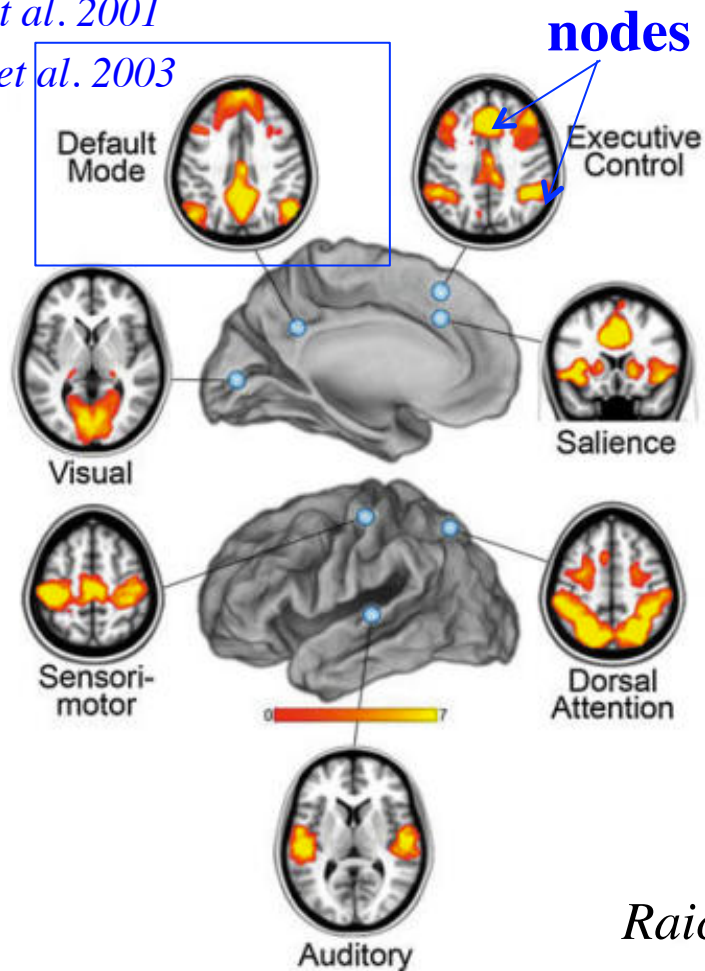 t al. 2001
et al. 2003
nodes
Default
Mode
Executive
Control
Visual
Salience
Sensori-
motor
Dorsal
Attention
0
7
Auditory
Raic